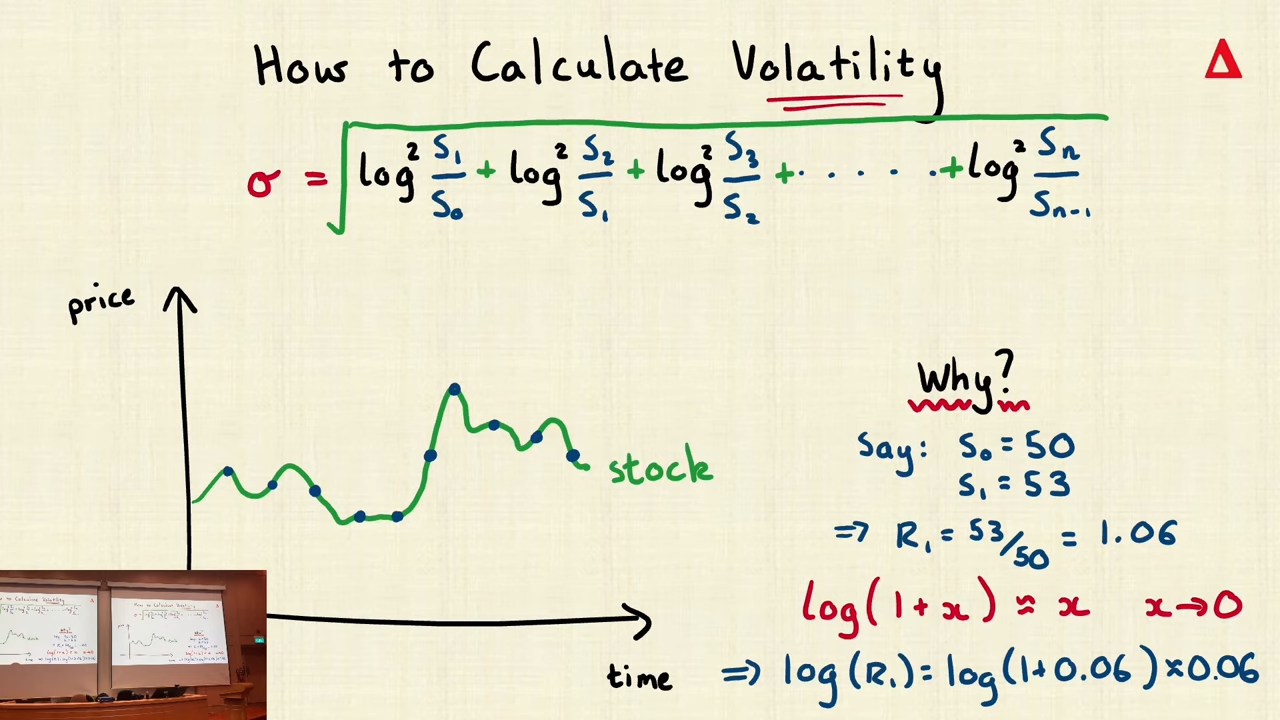 How to Calculate Volatility
σ = √(log² S₁/S₀ + log² S₂/S₁ + log² S₃/S₂ + . . . . . + log² Sₙ/Sₙ₋₁)
price
stock
time
Why?
Say: S₀ = 50
S₁ = 53
⇒ R₁ = 53/50 = 1.06
log(1+x) ≈ x x→0
⇒ log(R₁) = log(1+0.06) ≈ 0.06